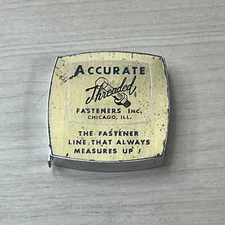 ACCURATE
Threaded
FASTENERS INC.
CHICAGO, ILL.
THE FASTENER
LINE THAT ALWAYS
MEASURES UP!